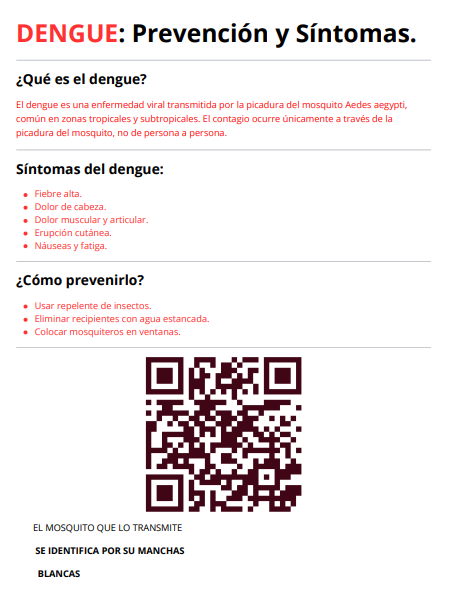 DENGUE: Prevención y Síntomas.
¿Qué es el dengue?
El dengue es una enfermedad viral transmitida por la picadura del mosquito Aedes aegypti,
común en zonas tropicales y subtropicales. El contagio ocurre únicamente a través de la
picadura del mosquito, no de persona a persona.
Síntomas del dengue:
Fiebre alta.
Dolor de cabeza.
Dolor muscular y articular.
Erupción cutánea.
Náuseas y fatiga.
¿Cómo prevenirlo?
Usar repelente de insectos.
Eliminar recipientes con agua estancada.
Colocar mosquiteros en ventanas.
EL MOSQUITO QUE LO TRANSMITE
SE IDENTIFICA POR SU MANCHAS
BLANCAS